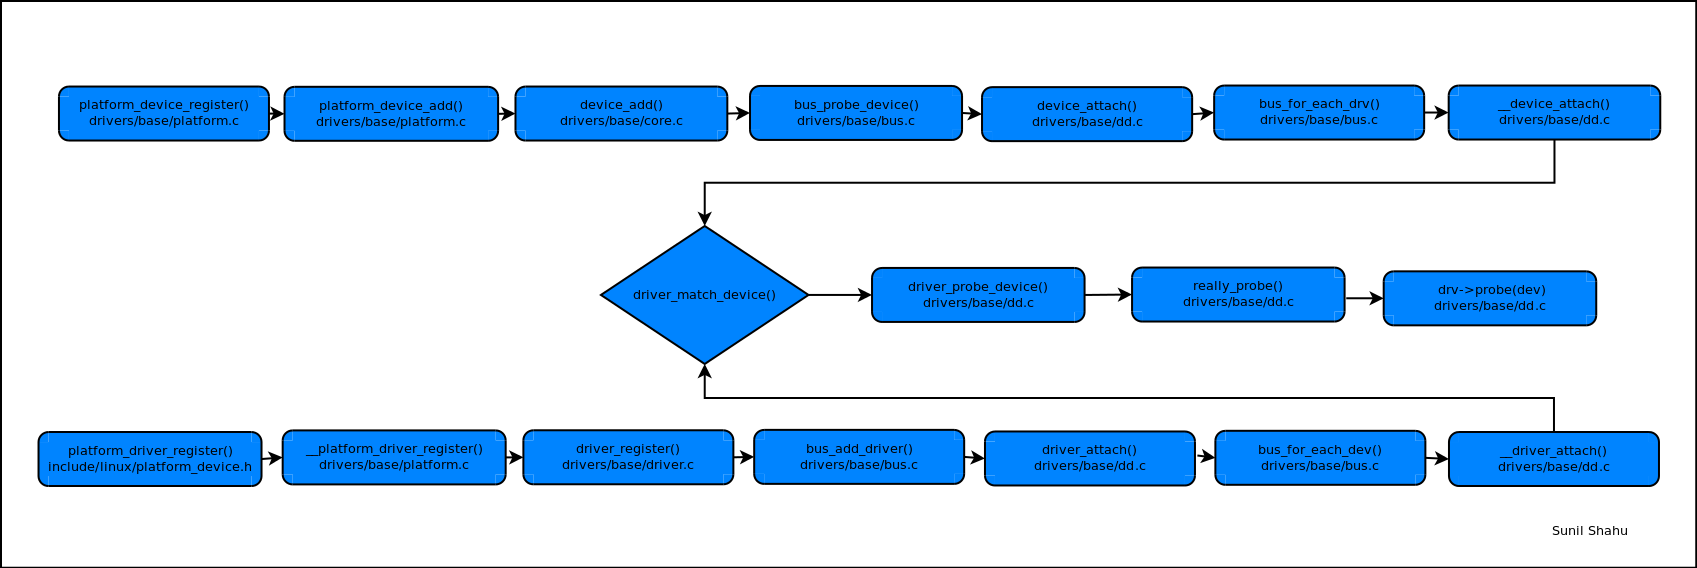 platform_device_register()
drivers/base/platform.c
platform_device_add()
drivers/base/platform.c
device_add()
drivers/base/core.c
bus_probe_device()
drivers/base/bus.c
device_attach()
drivers/base/dd.c
bus_for_each_drv()
drivers/base/bus.c
__device_attach()
drivers/base/dd.c
driver_match_device()
driver_probe_device()
drivers/base/dd.c
really_probe()
drivers/base/dd.c
drv->probe(dev)
drivers/base/dd.c
platform_driver_register()
include/linux/platform_device.h
__platform_driver_register()
drivers/base/platform.c
driver_register()
drivers/base/driver.c
bus_add_driver()
drivers/base/bus.c
driver_attach()
drivers/base/dd.c
bus_for_each_dev()
drivers/base/bus.c
__driver_attach()
drivers/base/dd.c
Sunil Shahu